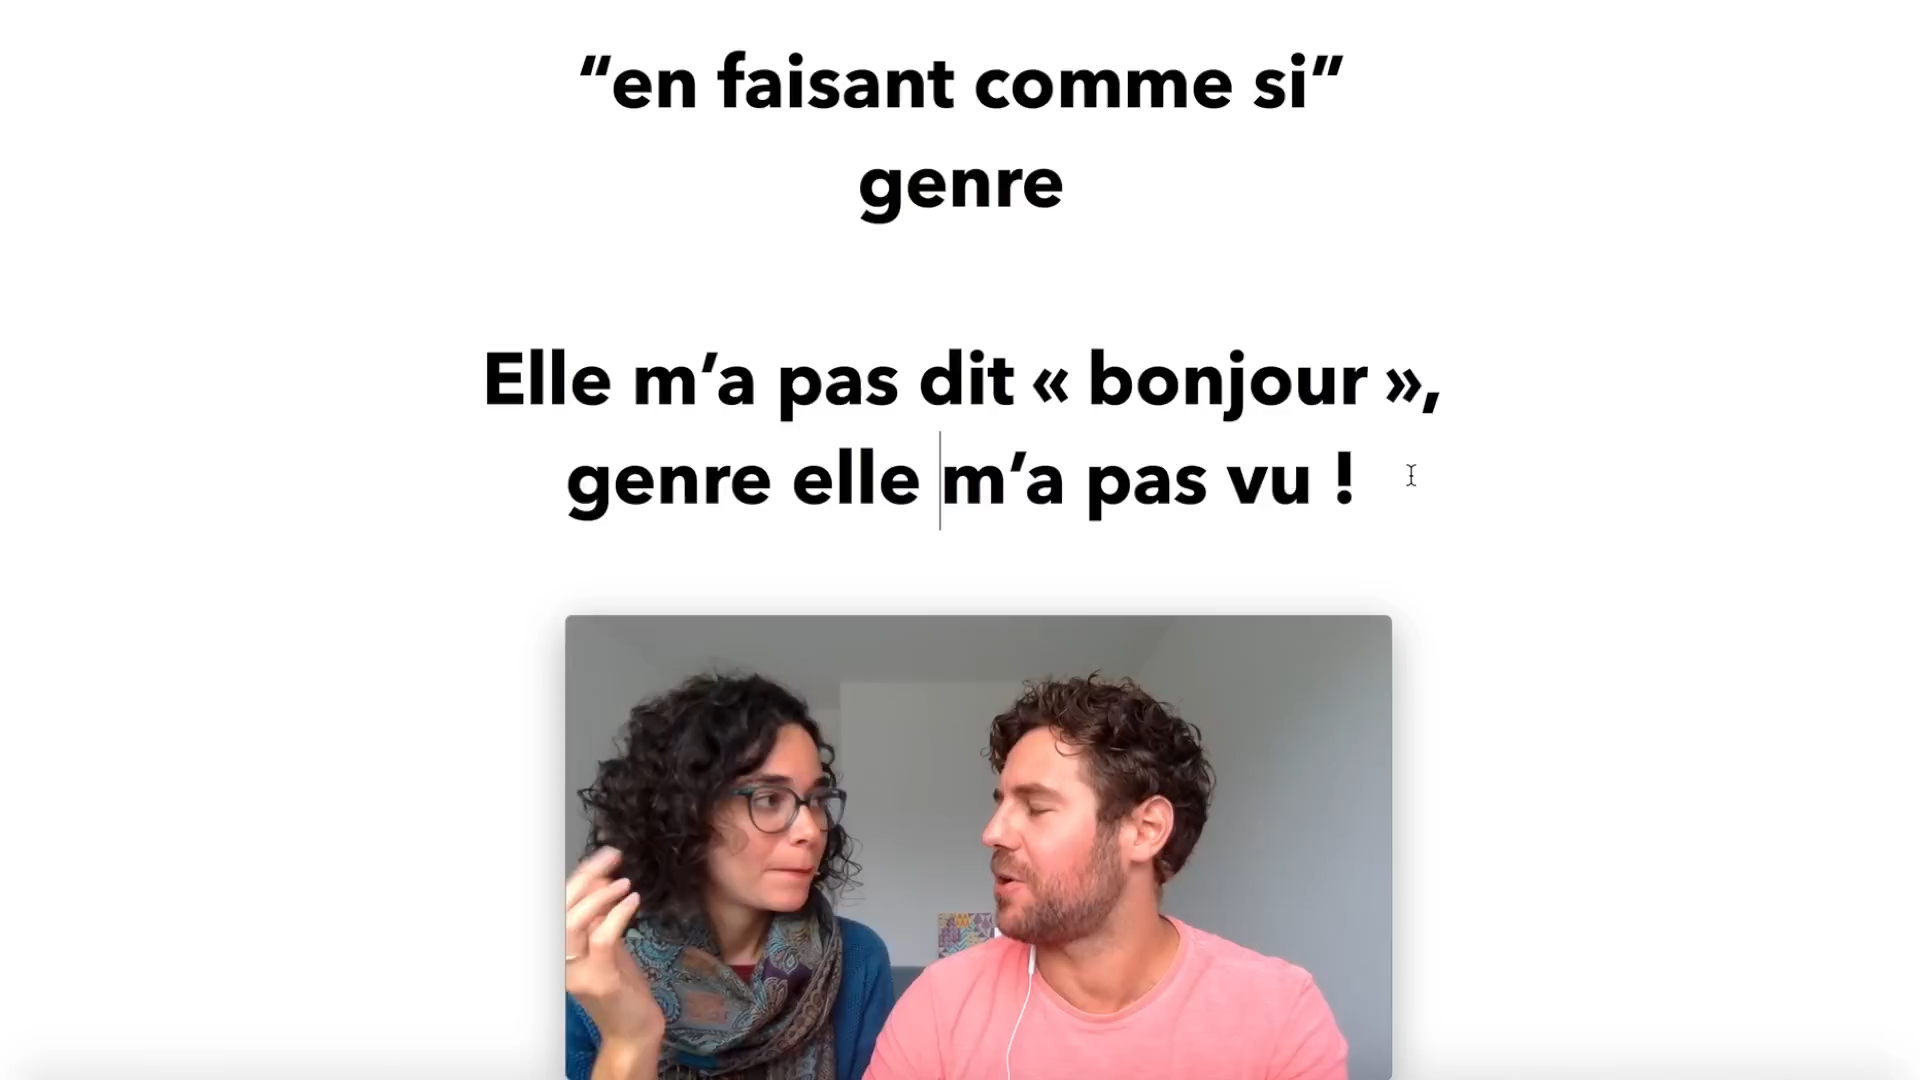 “en faisant comme si”
genre
Elle m’a pas dit « bonjour »,
genre elle m’a pas vu !